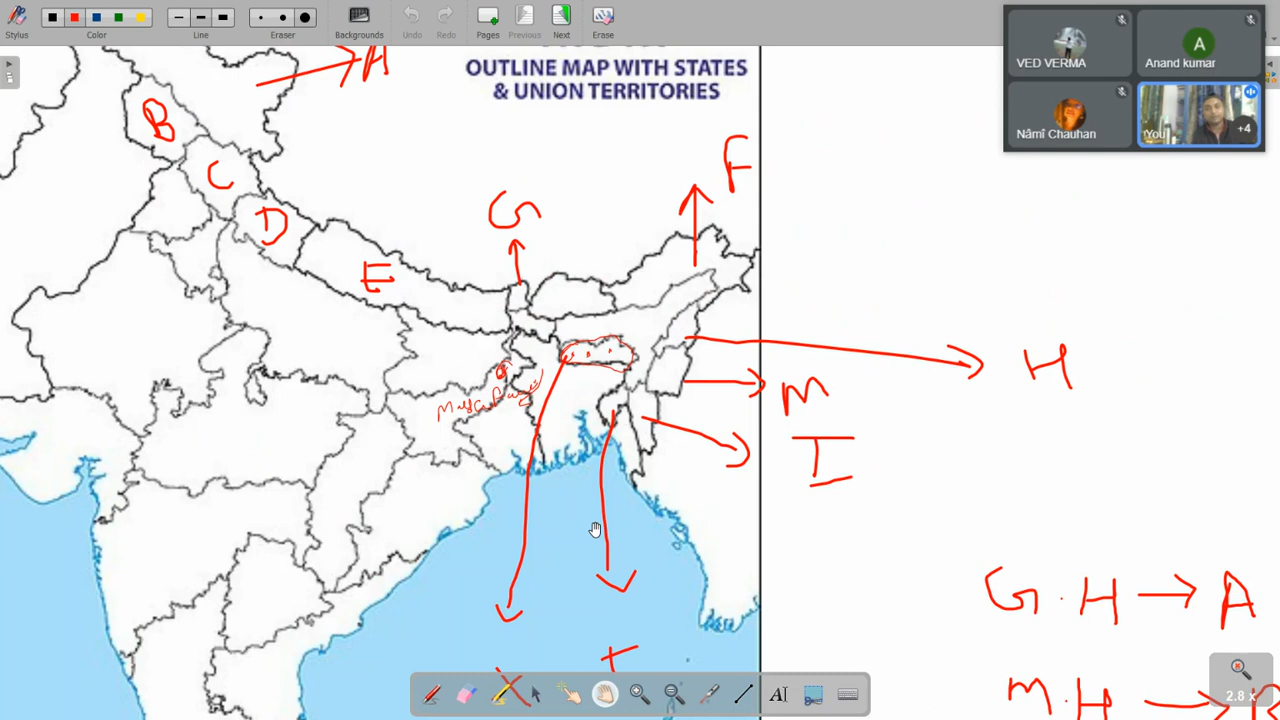 Stylus
Color
Line
Eraser
Backgrounds
Undo
Redo
Pages
Previous
Next
Erase
VED VERMA
A
Anand kumar
Nâmî Chauhan
You
+4
A
OUTLINE MAP WITH STATES
& UNION TERRITORIES
B
C
D
E
F
G
H
M
I
G.H → A
M.H →
2.8 x